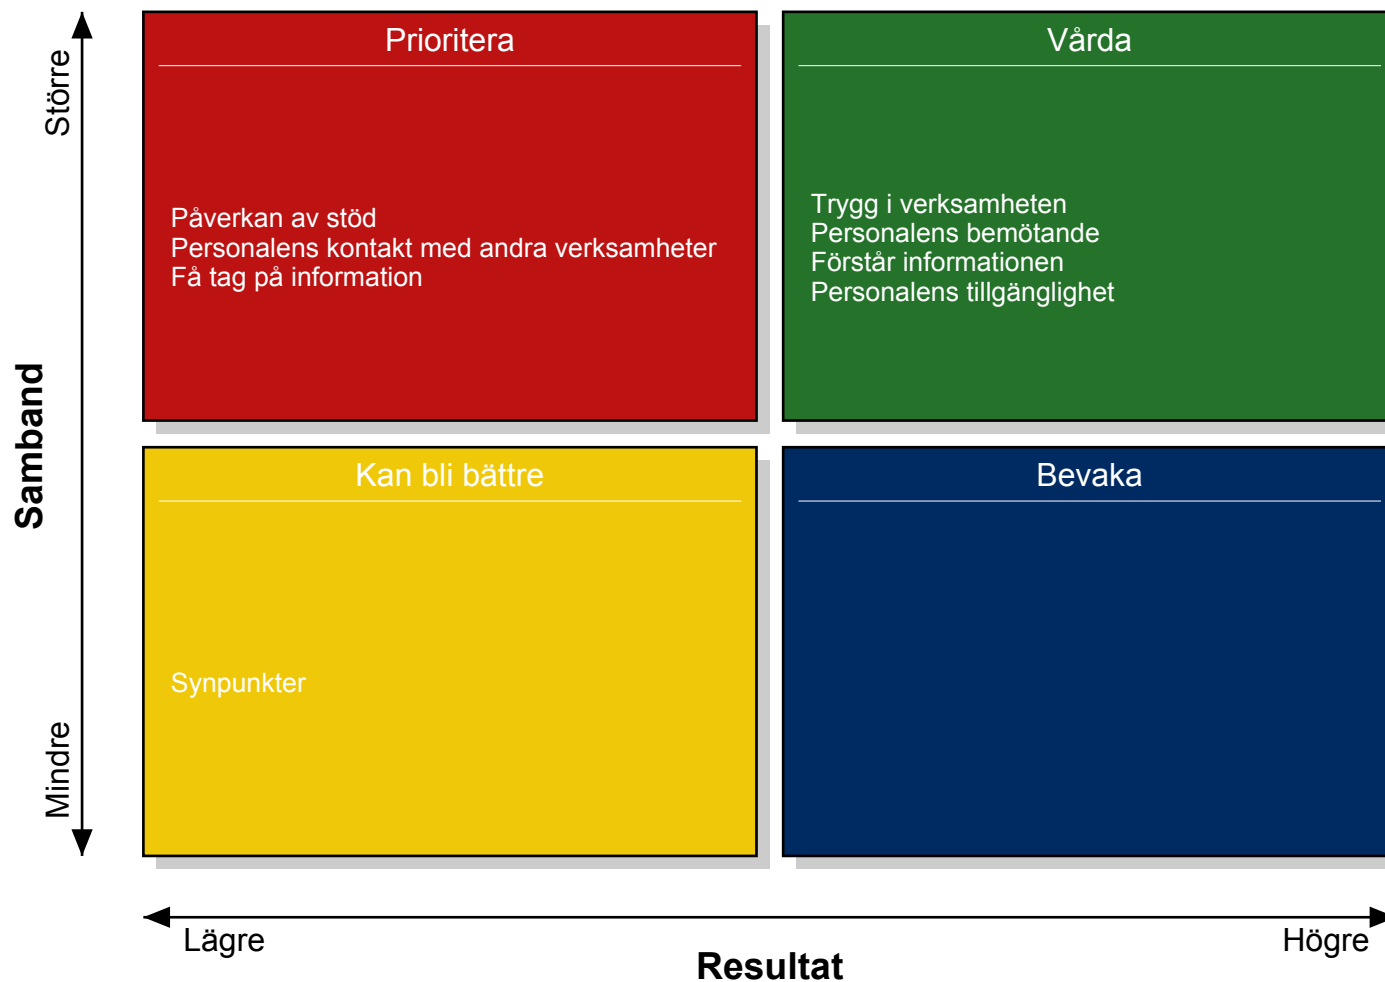 Större
Samband
Mindre
Prioritera
Påverkan av stöd
Personalens kontakt med andra verksamheter
Få tag på information
Vårda
Trygg i verksamheten
Personalens bemötande
Förstår informationen
Personalens tillgänglighet
Kan bli bättre
Synpunkter
Bevaka
Lägre
Högre
Resultat